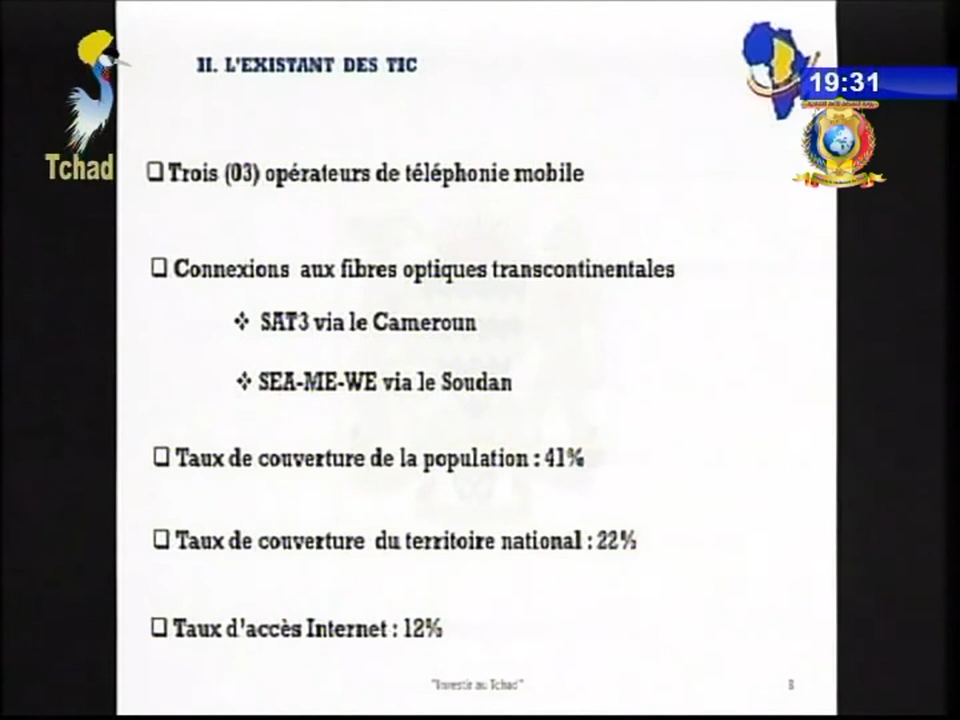 II. L'EXISTANT DES TIC
19:31
Tchad
❑ Trois (03) opérateurs de téléphonie mobile
❑ Connexions aux fibres optiques transcontinentales
❖ SAT3 via le Cameroun
❖ SEA-ME-WE via le Soudan
❑ Taux de couverture de la population : 41%
❑ Taux de couverture du territoire national : 22%
❑ Taux d'accès Internet : 12%
"Investir au Tchad"
8